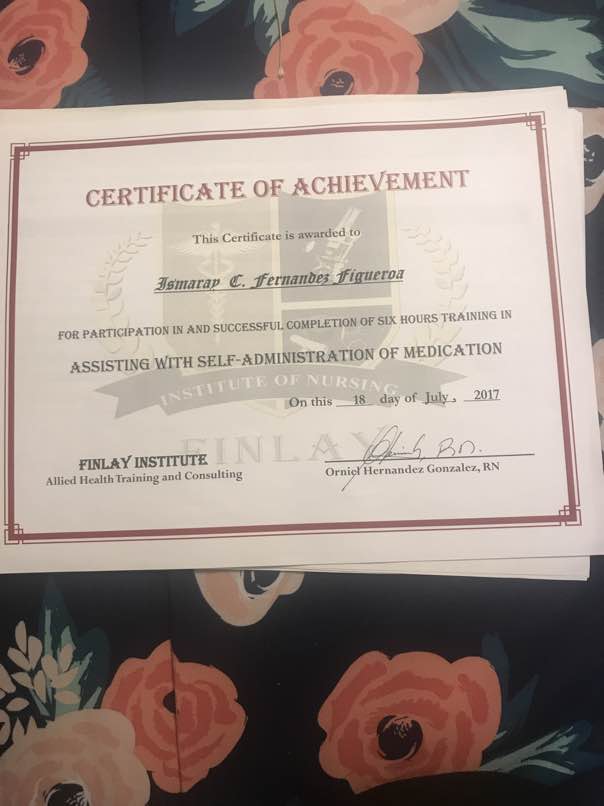 CERTIFICATE OF ACHIEVEMENT
This Certificate is awarded to
Ismaray C. Fernandez Figueroa
FOR PARTICIPATION IN AND SUCCESSFUL COMPLETION OF SIX HOURS TRAINING IN
ASSISTING WITH SELF-ADMINISTRATION OF MEDICATION
INSTITUTE OF NURSING
On this 18 day of July, 2017
FINLAY
FINLAY INSTITUTE
Allied Health Training and Consulting
Orniel Hernandez Gonzalez, RN